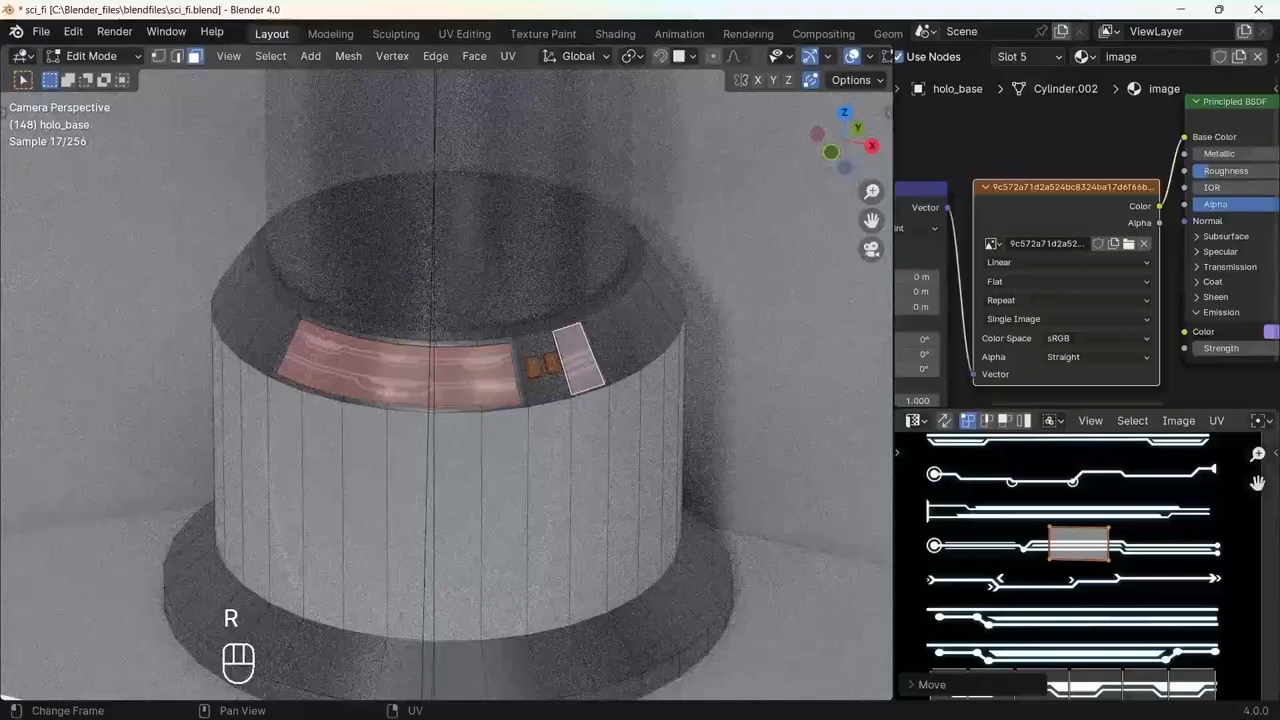 * sci_fi [C:\Blender_files\blendfiles\sci_fi.blend] - Blender 4.0
File Edit Render Window Help Layout Modeling Sculpting UV Editing Texture Paint Shading Animation Rendering Compositing Geom Scene ViewLayer
Edit Mode View Select Add Mesh Vertex Edge Face UV Global Use Nodes Slot 5 image
X Y Z Options
holo_base Cylinder.002 image
Camera Perspective
(148) holo_base
Sample 17/256
Z
Y
X
Principled BSDF
Base Color
Metallic
Roughness
IOR
Alpha
Normal
Subsurface
Specular
Transmission
Coat
Sheen
Emission
Color
Strength
9c572a71d2a524bc8324ba17d6f66b...
Color
Alpha
9c572a71d2a52...
Linear
Flat
Repeat
Single Image
Color Space sRGB
Alpha Straight
Vector
Vector
0 m
0 m
0 m
0°
0°
0°
1.000
View Select Image UV
R
Move
Change Frame Pan View UV 4.0.0